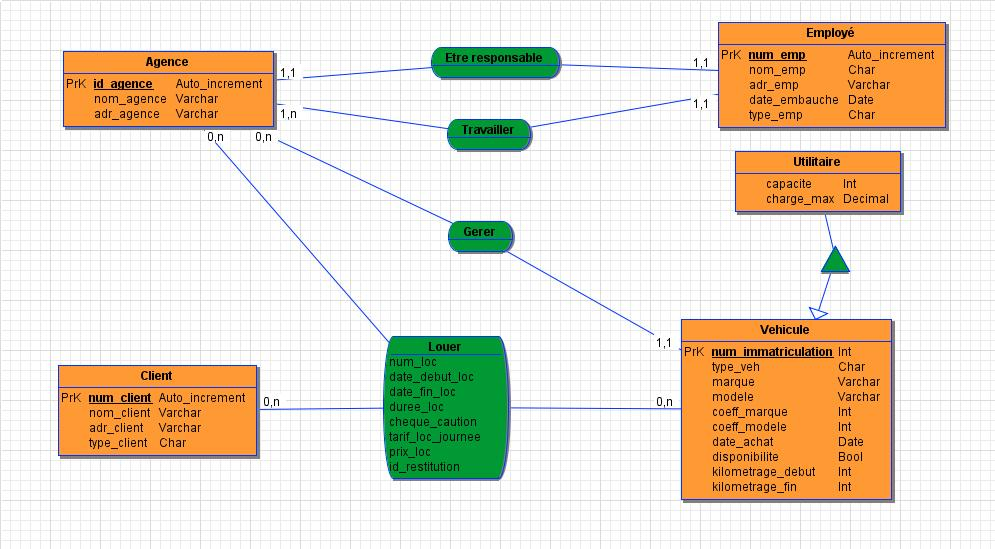 Agence
PrK id_agence Auto_increment
nom_agence Varchar
adr_agence Varchar
1,1
Etre responsable
1,1
Employé
PrK num_emp Auto_increment
nom_emp Char
adr_emp Varchar
date_embauche Date
type_emp Char
1,n
Travailler
1,1
0,n
0,n
Utilitaire
capacite Int
charge_max Decimal
Gerer
1,1
Vehicule
PrK num_immatriculation Int
type_veh Char
marque Varchar
modele Varchar
coeff_marque Int
coeff_modele Int
date_achat Date
disponibilite Bool
kilometrage_debut Int
kilometrage_fin Int
Louer
num_loc
date_debut_loc
date_fin_loc
duree_loc
cheque_caution
tarif_loc_journee
prix_loc
id_restitution
0,n
0,n
Client
PrK num_client Auto_increment
nom_client Varchar
adr_client Varchar
type_client Char